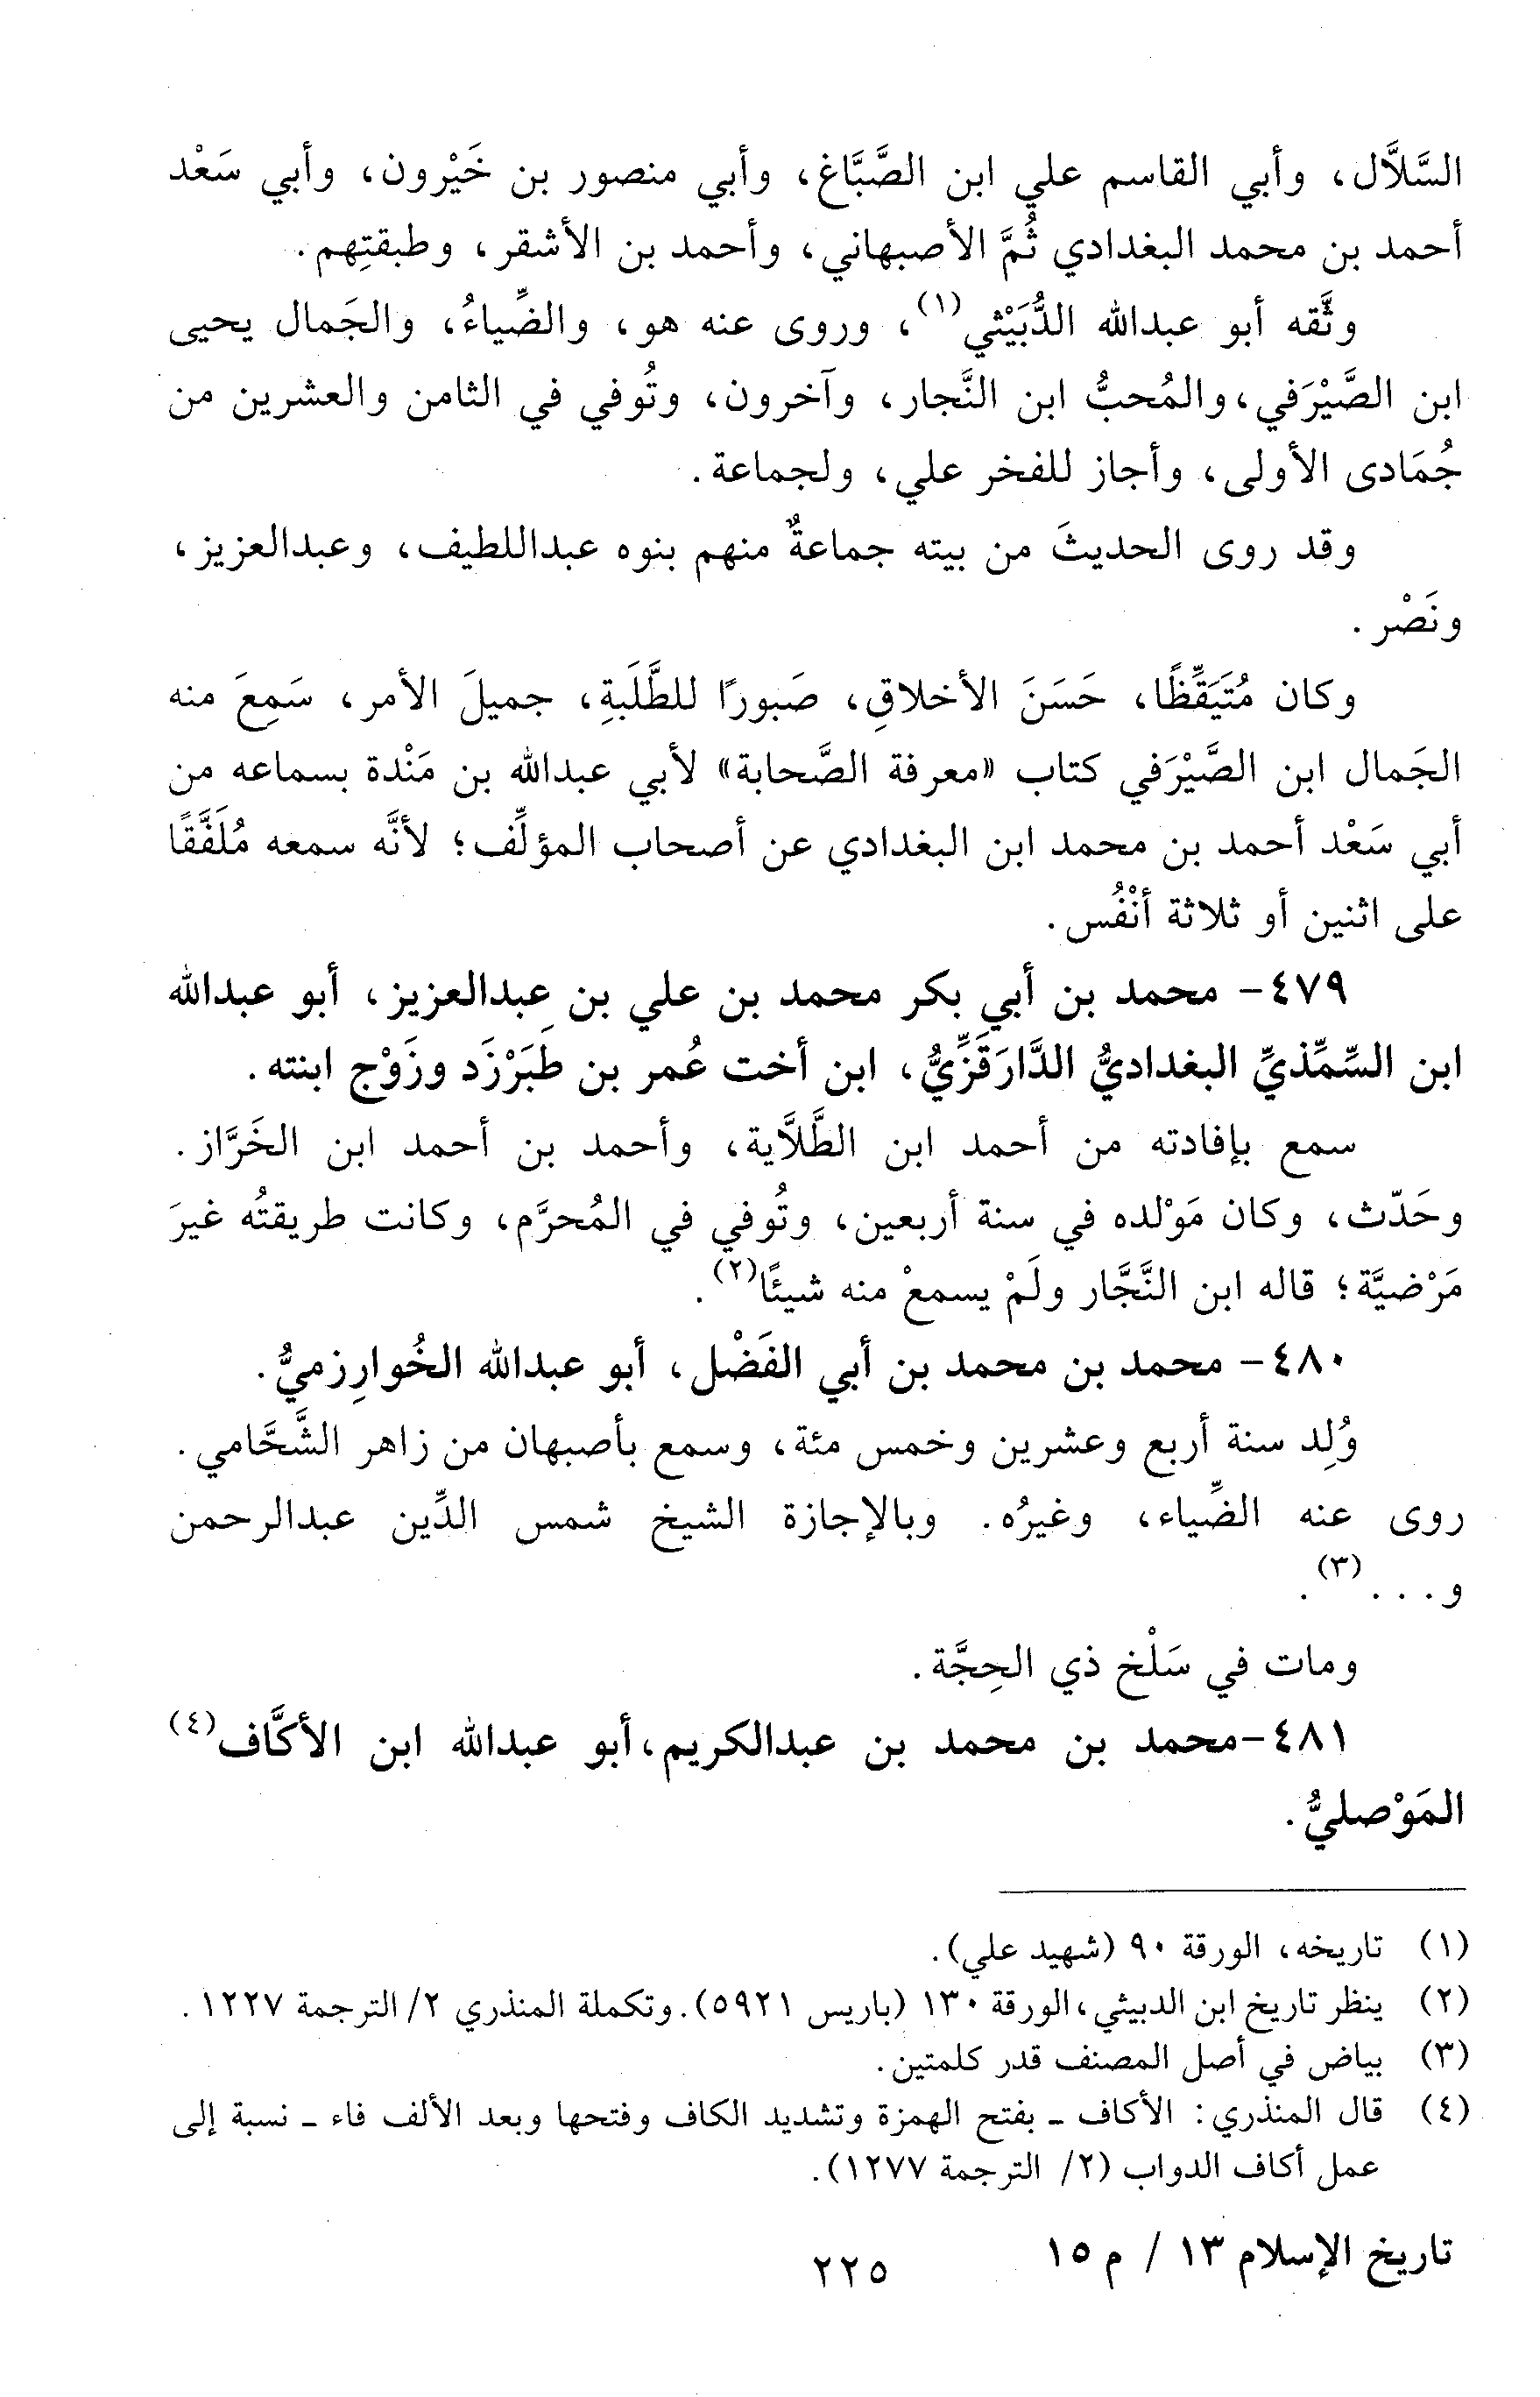 السَّلاَّل، وأبي القاسم علي ابن الصَّبَّاغ، وأبي منصور بن خَيْرون، وأبي سَعْد
أحمد بن محمد البغدادي ثُمَّ الأصبهاني، وأحمد بن الأشقر، وطبقتِهم.
وثَّقه أبو عبدالله الدُّبَيْثي(١)، وروى عنه هو، والضِّياءُ، والجَمال يحيى
ابن الصَّيْرَفي، والمُحبُّ ابن النَّجار، وآخرون، وتُوفي في الثامن والعشرين من
جُمَادى الأولى، وأجاز للفخر علي، ولجماعة.
وقد روى الحديثَ من بيته جماعةٌ منهم بنوه عبداللطيف، وعبدالعزيز،
ونَصْر.
وكان مُتَيَقِّظًا، حَسَنَ الأخلاقِ، صَبورًا للطَّلَبةِ، جميلَ الأمر، سَمِعَ منه
الجَمال ابن الصَّيْرَفي كتاب «معرفة الصَّحابة» لأبي عبدالله بن مَنْدة بسماعه من
أبي سَعْد أحمد بن محمد ابن البغدادي عن أصحاب المؤلِّف؛ لأنَّه سمعه مُلَفَّقًا
على اثنين أو ثلاثة أنْفُس.
٤٧٩- محمد بن أبي بكر محمد بن علي بن عبدالعزيز، أبو عبدالله
ابن السِّمِّذيِّ البغداديُّ الدَّارَقَزِّيُّ، ابن أخت عُمر بن طَبَرْزَد وزَوْج ابنته.
سمع بإفادته من أحمد ابن الطَّلاَّية، وأحمد بن أحمد ابن الخَرَّاز.
وحَدّث، وكان مَوْلده في سنة أربعين، وتُوفي في المُحرَّم، وكانت طريقتُه غيرَ
مَرْضيَّة؛ قاله ابن النَّجَّار ولَمْ يسمعْ منه شيئًا(٢).
٤٨٠- محمد بن محمد بن أبي الفَضْل، أبو عبدالله الخُوارِزميُّ.
وُلِد سنة أربع وعشرين وخمس مئة، وسمع بأصبهان من زاهر الشَّحَّامي.
روى عنه الضِّياء، وغيرُه. وبالإجازة الشيخ شمس الدِّين عبدالرحمن
و...(٣).
ومات في سَلْخ ذي الحِجَّة.
٤٨١-محمد بن محمد بن عبدالكريم، أبو عبدالله ابن الأكَّاف(٤)
المَوْصليُّ.
(١) تاريخه، الورقة ٩٠ (شهيد علي).
(٢) ينظر تاريخ ابن الدبيثي، الورقة ١٣٠ (باريس ٥٩٢١). وتكملة المنذري ٢/ الترجمة ١٢٢٧.
(٣) بياض في أصل المصنف قدر كلمتين.
(٤) قال المنذري: الأكاف - بفتح الهمزة وتشديد الكاف وفتحها وبعد الألف فاء - نسبة إلى
عمل أكاف الدواب (٢/ الترجمة ١٢٧٧).
تاريخ الإسلام ١٣ / م ١٥
٢٢٥